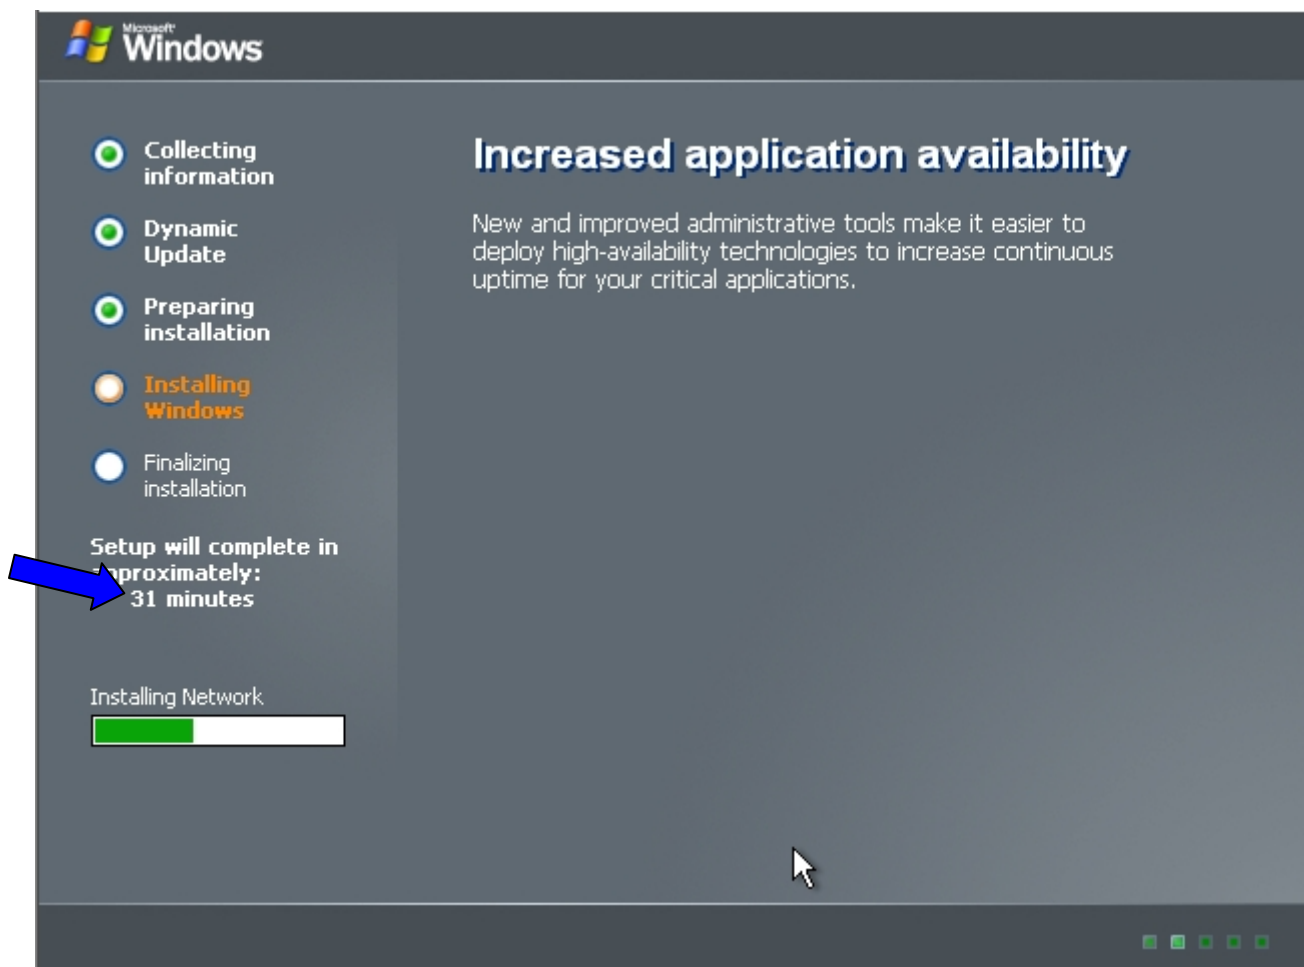 Microsoft
Windows
Collecting
information
Dynamic
Update
Preparing
installation
Installing
Windows
Finalizing
installation
Setup will complete in
approximately:
31 minutes
Installing Network
Increased application availability
New and improved administrative tools make it easier to
deploy high-availability technologies to increase continuous
uptime for your critical applications.